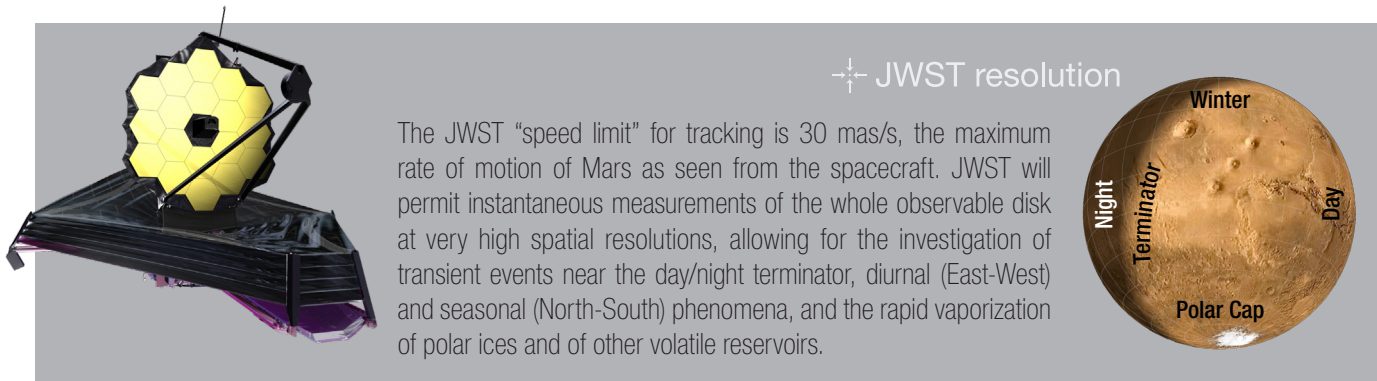 JWST resolution
The JWST “speed limit” for tracking is 30 mas/s, the maximum
rate of motion of Mars as seen from the spacecraft. JWST will
permit instantaneous measurements of the whole observable disk
at very high spatial resolutions, allowing for the investigation of
transient events near the day/night terminator, diurnal (East-West)
and seasonal (North-South) phenomena, and the rapid vaporization
of polar ices and of other volatile reservoirs.
Winter
Night
Terminator
Day
Polar Cap